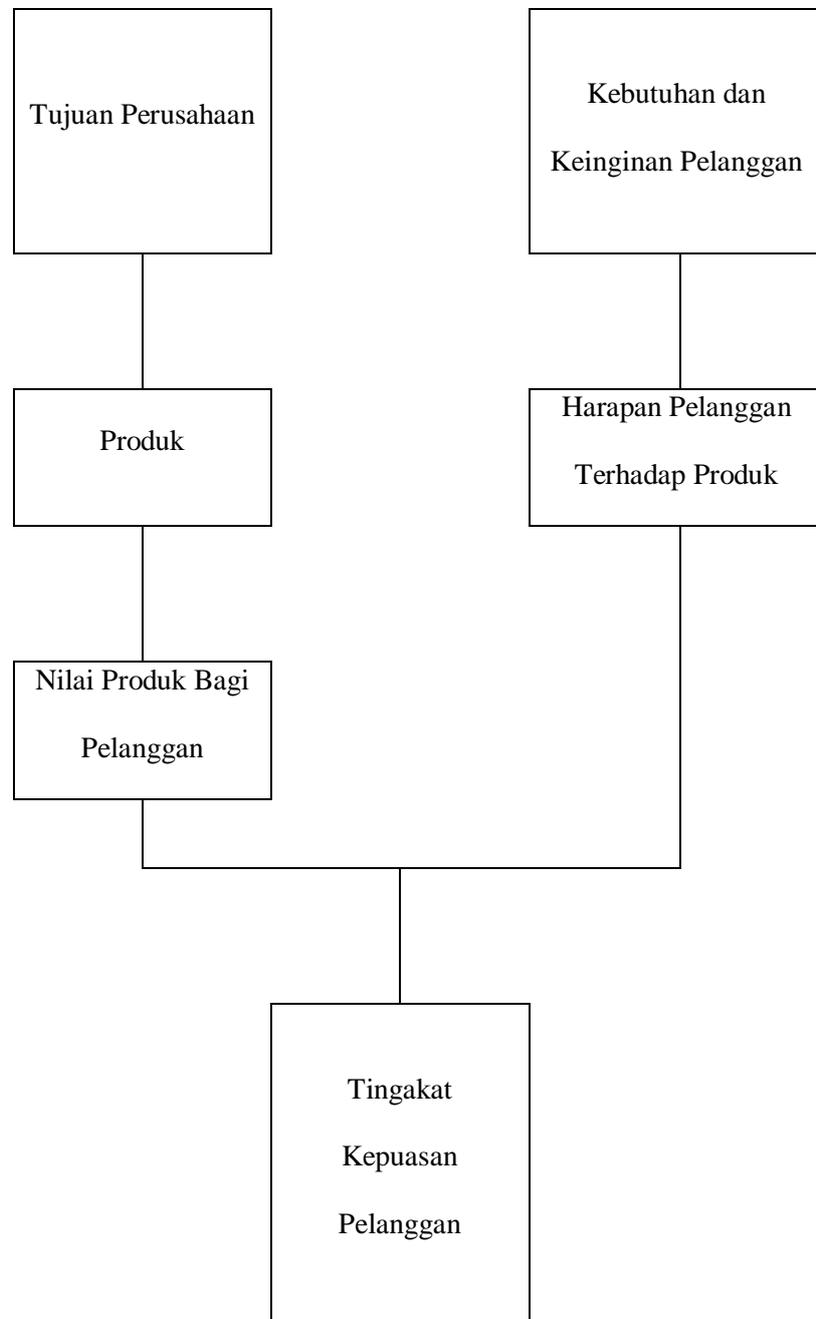 Tujuan Perusahaan
Kebutuhan dan
Keinginan Pelanggan
Produk
Harapan Pelanggan
Terhadap Produk
Nilai Produk Bagi
Pelanggan
Tingakat
Kepuasan
Pelanggan